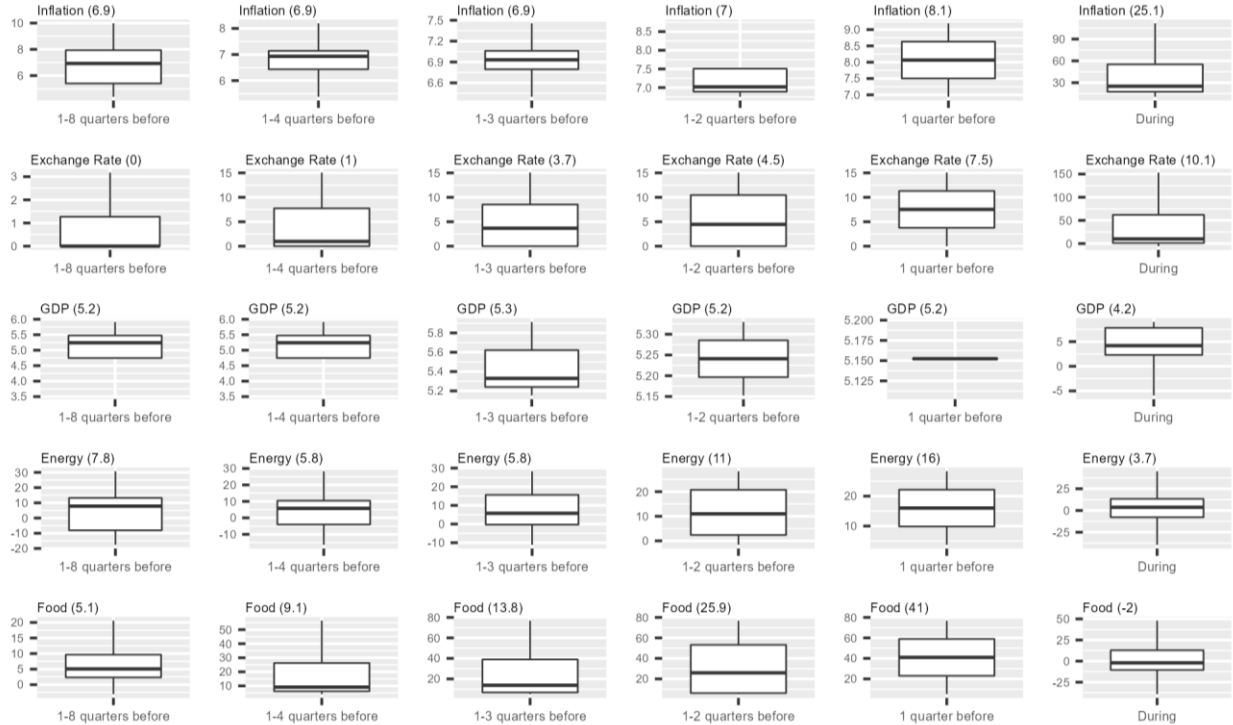 Inflation (6.9) Inflation (6.9) Inflation (6.9) Inflation (7) Inflation (8.1) Inflation (25.1)
10 8 7.5 8.5 9.0 90
8 7 7.2 8.0 8.5 60
6 6 6.9 7.5 8.0 30
6.6 7.0 7.5
7.0
1-8 quarters before 1-4 quarters before 1-3 quarters before 1-2 quarters before 1 quarter before During
Exchange Rate (0) Exchange Rate (1) Exchange Rate (3.7) Exchange Rate (4.5) Exchange Rate (7.5) Exchange Rate (10.1)
3 15 15 15 15 150
2 10 10 10 10 100
1 5 5 5 5 50
0 0 0 0 0 0
1-8 quarters before 1-4 quarters before 1-3 quarters before 1-2 quarters before 1 quarter before During
GDP (5.2) GDP (5.2) GDP (5.3) GDP (5.2) GDP (5.2) GDP (4.2)
6.0 6.0 5.8 5.30 5.200 5
5.5 5.5 5.6 5.25 5.175 0
5.0 5.0 5.4 5.20 5.150 -5
4.5 4.5 5.2 5.15 5.125
4.0 4.0
3.5 3.5
1-8 quarters before 1-4 quarters before 1-3 quarters before 1-2 quarters before 1 quarter before During
Energy (7.8) Energy (5.8) Energy (5.8) Energy (11) Energy (16) Energy (3.7)
30 30 30 20 20 25
20 20 20 10 10 0
10 10 10 0 -25
0 0 0
-10 -10 -10
-20
1-8 quarters before 1-4 quarters before 1-3 quarters before 1-2 quarters before 1 quarter before During
Food (5.1) Food (9.1) Food (13.8) Food (25.9) Food (41) Food (-2)
20 50 80 80 80 50
15 40 60 60 60 25
10 30 40 40 40 0
5 20 20 20 20 -25
0 10
1-8 quarters before 1-4 quarters before 1-3 quarters before 1-2 quarters before 1 quarter before During